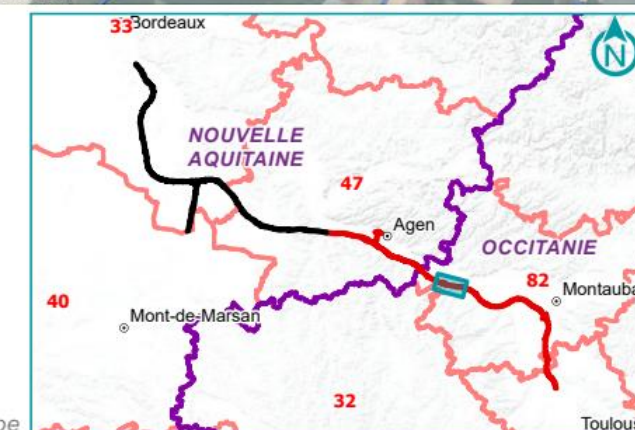 33
Bordeaux
N
NOUVELLE
AQUITAINE
47
Agen
OCCITANIE
82
Montauba
40
Mont-de-Marsan
32
Toulous